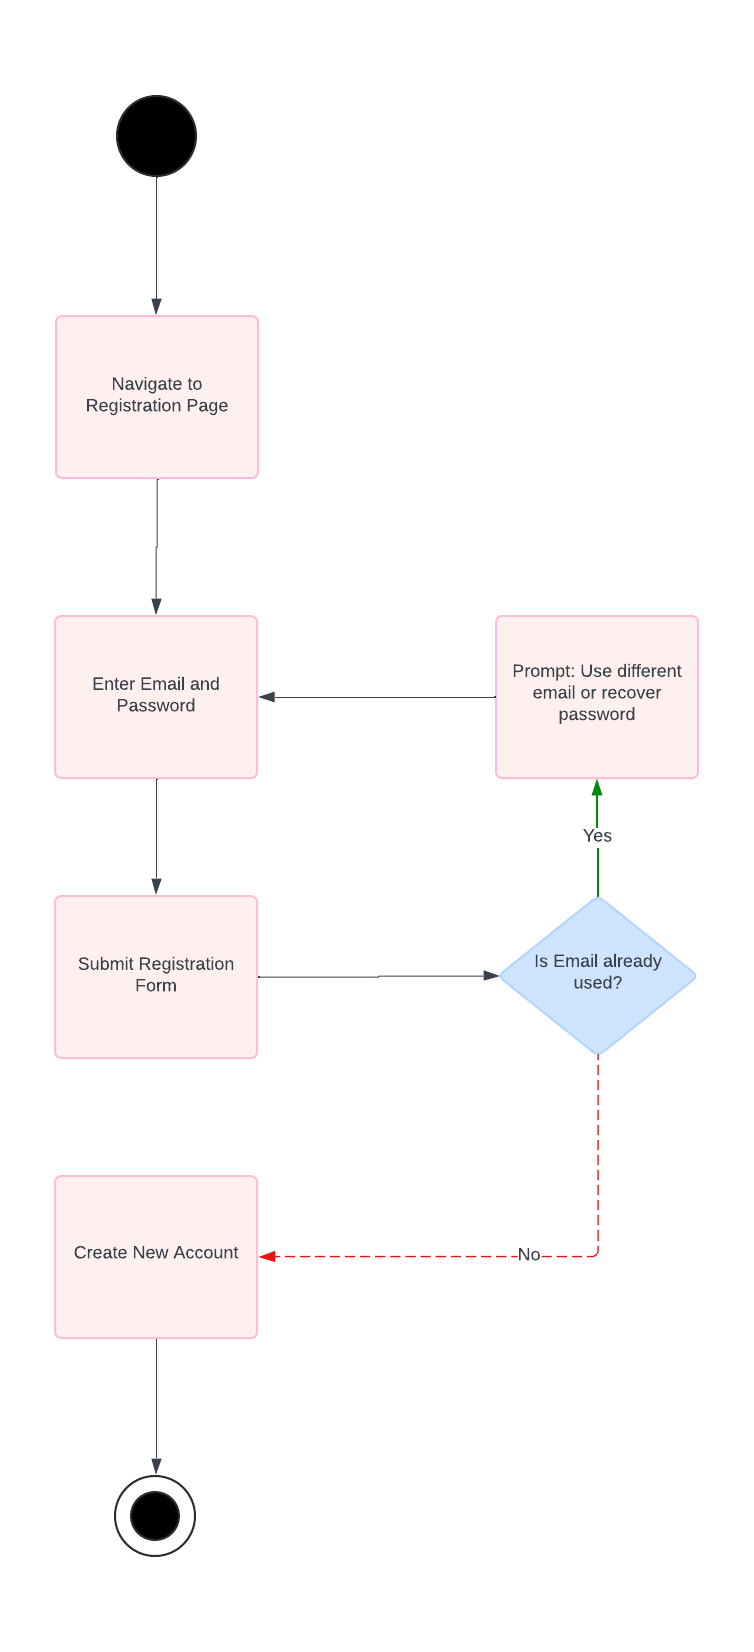 Navigate to
Registration Page
Enter Email and
Password
Prompt: Use different
email or recover
password
Yes
Submit Registration
Form
Is Email already
used?
No
Create New Account